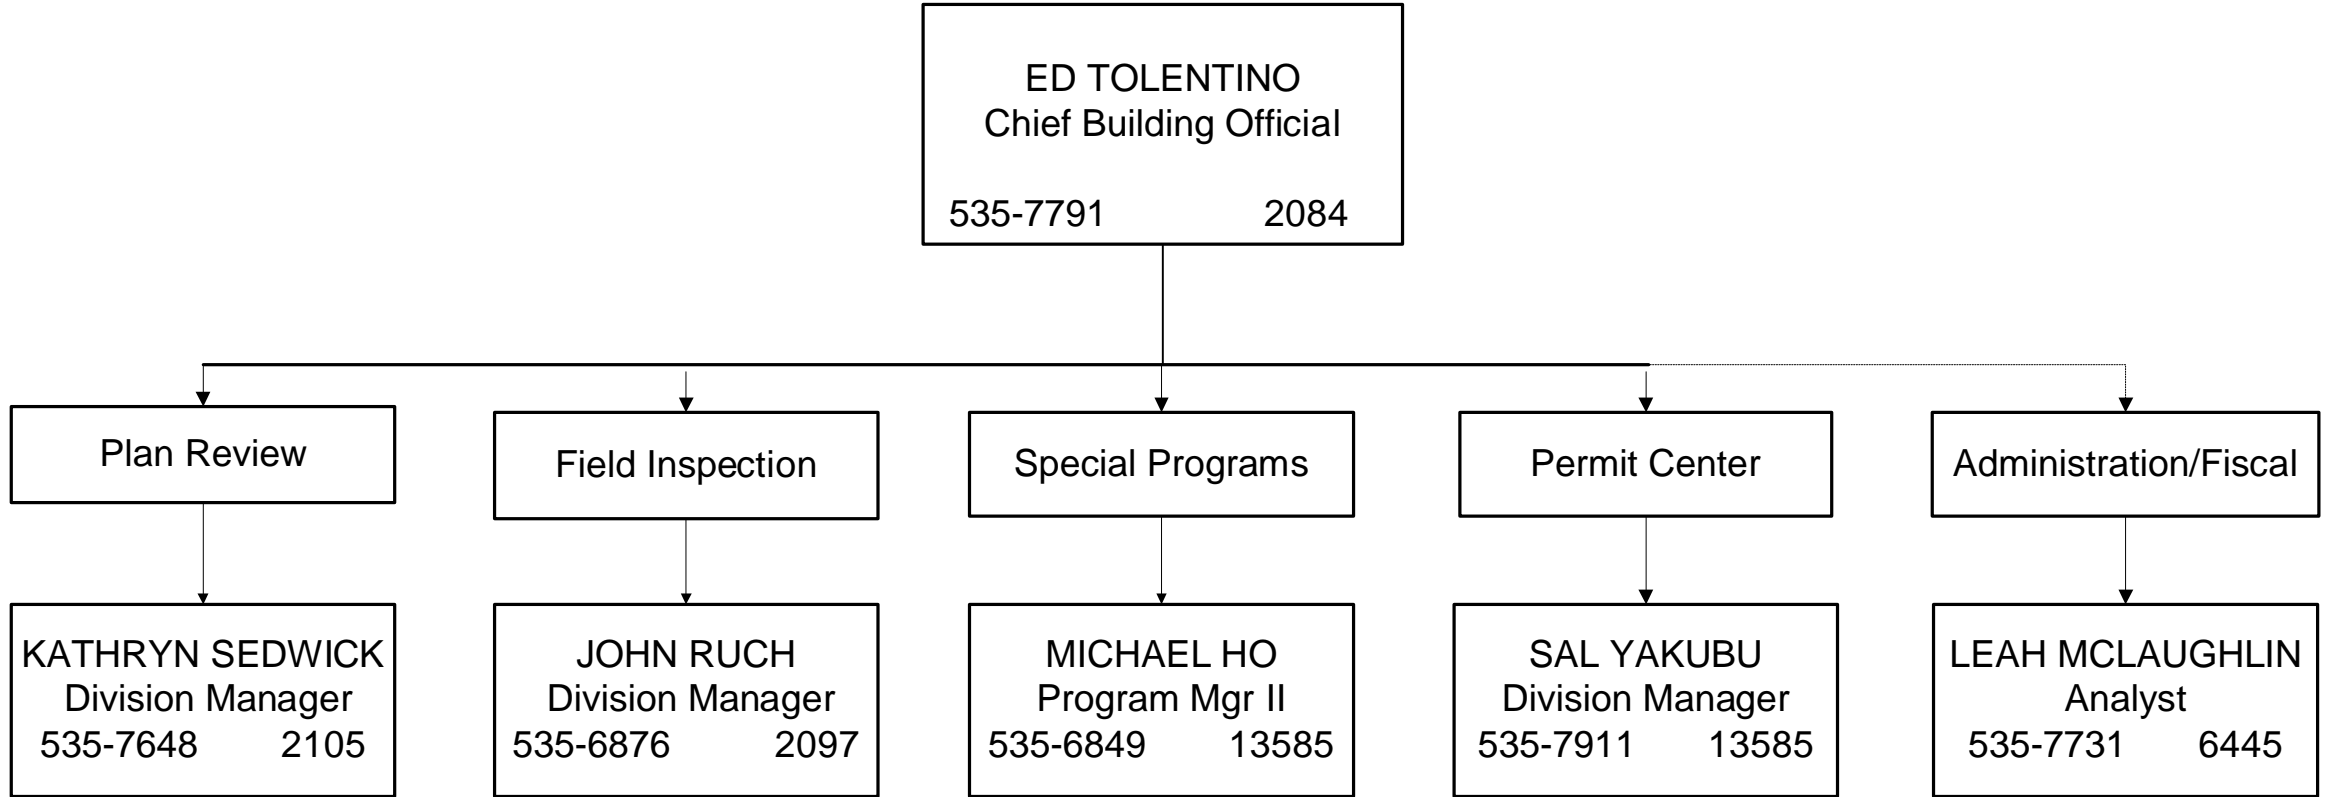 ED TOLENTINO
Chief Building Official
535-7791 2084
Plan Review
Field Inspection
Special Programs
Permit Center
Administration/Fiscal
KATHRYN SEDWICK
Division Manager
535-7648 2105
JOHN RUCH
Division Manager
535-6876 2097
MICHAEL HO
Program Mgr II
535-6849 13585
SAL YAKUBU
Division Manager
535-7911 13585
LEAH MCLAUGHLIN
Analyst
535-7731 6445